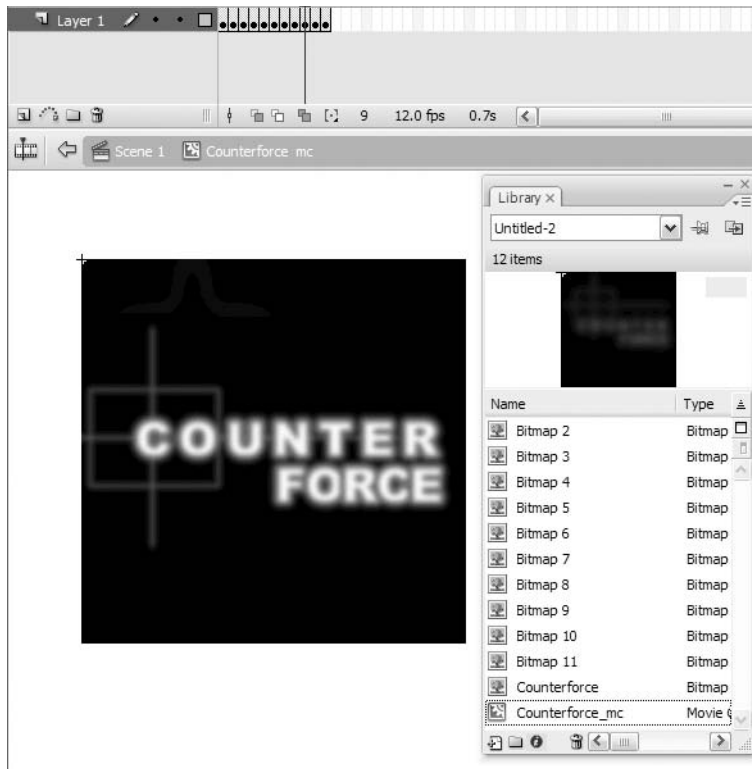 Layer 1
9 12.0 fps 0.7s
Scene 1 Counterforce mc
Library
Untitled-2
12 items
COUNTER
FORCE
Name Type
Bitmap 2 Bitmap
Bitmap 3 Bitmap
Bitmap 4 Bitmap
Bitmap 5 Bitmap
Bitmap 6 Bitmap
Bitmap 7 Bitmap
Bitmap 8 Bitmap
Bitmap 9 Bitmap
Bitmap 10 Bitmap
Bitmap 11 Bitmap
Counterforce Bitmap
Counterforce_mc Movie